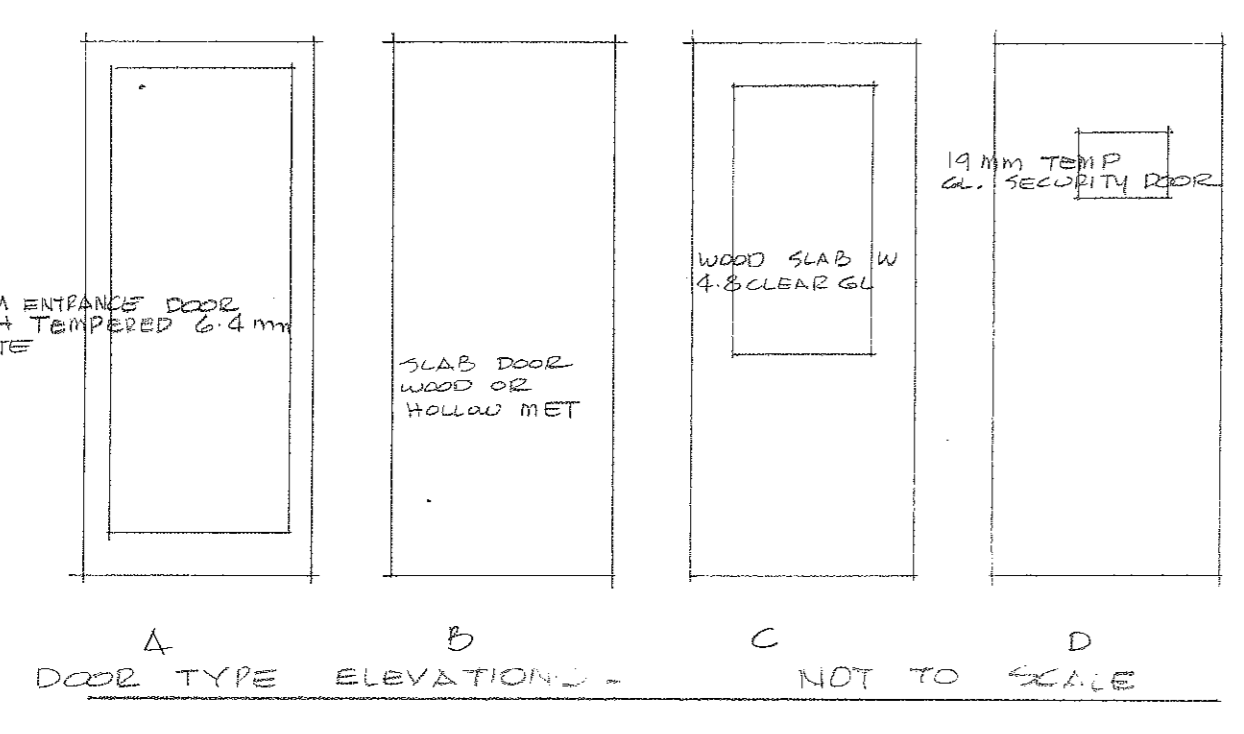 ENTRANCE DOOR
TEMPERED 6.4 mm
SLAB DOOR
WOOD OR
HOLLOW MET
WOOD SLAB W
4.8 CLEAR GL
19 mm TEMP
GL. SECURITY DOOR
A B C D
DOOR TYPE ELEVATIONS - NOT TO SCALE